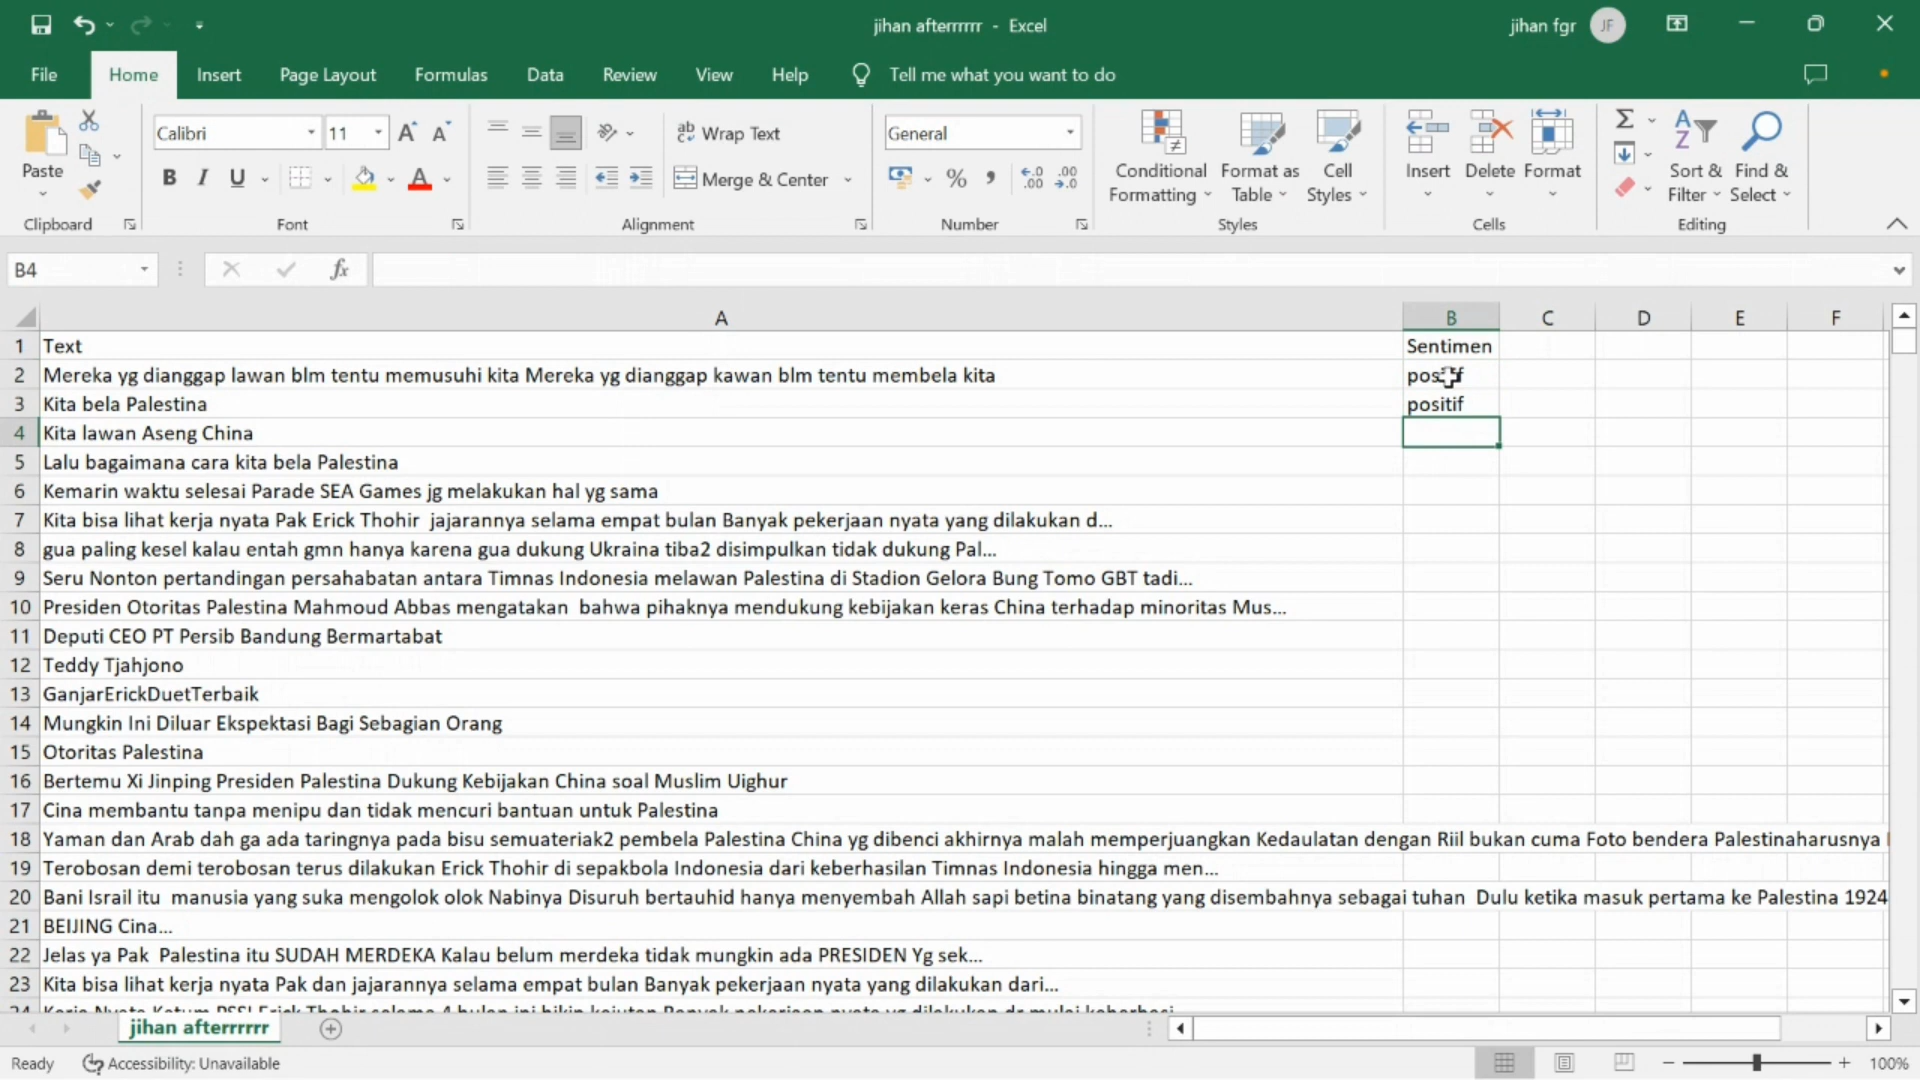 jihan afterrrrrr - Excel
jihan fgr
JF
File Home Insert Page Layout Formulas Data Review View Help Tell me what you want to do
Paste
Clipboard
Calibri 11
B I U
Font
Wrap Text
Merge & Center
Alignment
General
Number
Conditional Formatting
Format as Table
Cell Styles
Styles
Insert Delete Format
Cells
Sort & Filter
Find & Select
Editing
B4
fx
A B C D E F
1 Text Sentimen
2 Mereka yg dianggap lawan blm tentu memusuhi kita Mereka yg dianggap kawan blm tentu membela kita positif
3 Kita bela Palestina positif
4 Kita lawan Aseng China
5 Lalu bagaimana cara kita bela Palestina
6 Kemarin waktu selesai Parade SEA Games jg melakukan hal yg sama
7 Kita bisa lihat kerja nyata Pak Erick Thohir jajarannya selama empat bulan Banyak pekerjaan nyata yang dilakukan d...
8 gua paling kesel kalau entah gmn hanya karena gua dukung Ukraina tiba2 disimpulkan tidak dukung Pal...
9 Seru Nonton pertandingan persahabatan antara Timnas Indonesia melawan Palestina di Stadion Gelora Bung Tomo GBT tadi...
10 Presiden Otoritas Palestina Mahmoud Abbas mengatakan bahwa pihaknya mendukung kebijakan keras China terhadap minoritas Mus...
11 Deputi CEO PT Persib Bandung Bermartabat
12 Teddy Tjahjono
13 GanjarErickDuetTerbaik
14 Mungkin Ini Diluar Ekspektasi Bagi Sebagian Orang
15 Otoritas Palestina
16 Bertemu Xi Jinping Presiden Palestina Dukung Kebijakan China soal Muslim Uighur
17 Cina membantu tanpa menipu dan tidak mencuri bantuan untuk Palestina
18 Yaman dan Arab dah ga ada taringnya pada bisu semuateriak2 pembela Palestina China yg dibenci akhirnya malah memperjuangkan Kedaulatan dengan Riil bukan cuma Foto bendera Palestinaharusnya
19 Terobosan demi terobosan terus dilakukan Erick Thohir di sepakbola Indonesia dari keberhasilan Timnas Indonesia hingga men...
20 Bani Israil itu manusia yang suka mengolok olok Nabinya Disuruh bertauhid hanya menyembah Allah sapi betina binatang yang disembahnya sebagai tuhan Dulu ketika masuk pertama ke Palestina 1924
21 BEIJING Cina...
22 Jelas ya Pak Palestina itu SUDAH MERDEKA Kalau belum merdeka tidak mungkin ada PRESIDEN Yg sek...
23 Kita bisa lihat kerja nyata Pak dan jajarannya selama empat bulan Banyak pekerjaan nyata yang dilakukan dari...
jihan afterrrrrr
Ready Accessibility: Unavailable 100%